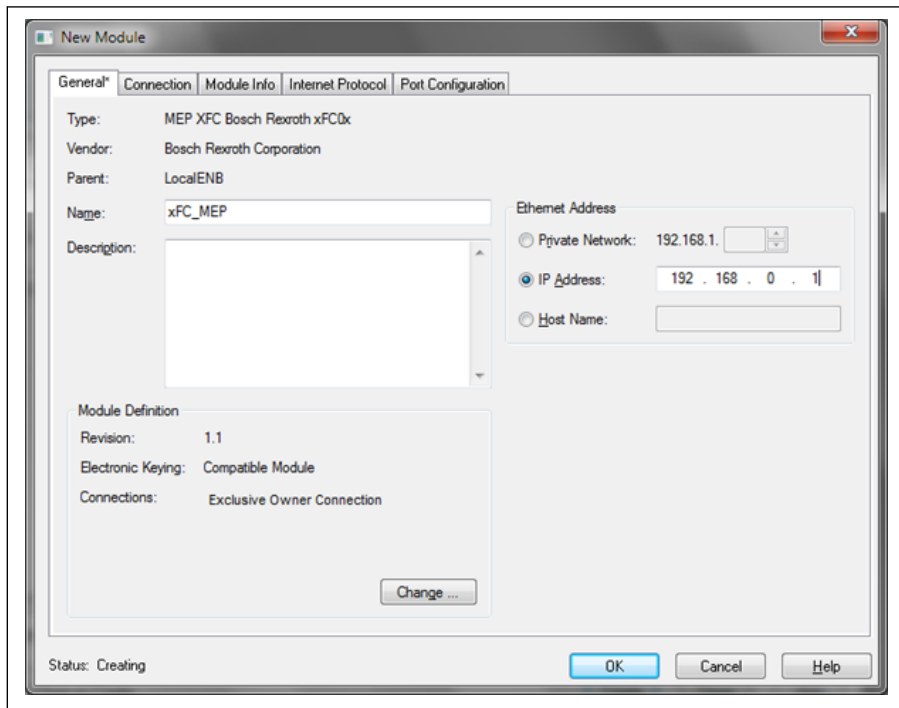 New Module
General* Connection Module Info Internet Protocol Port Configuration
Type: MEP XFC Bosch Rexroth xFC0x
Vendor: Bosch Rexroth Corporation
Parent: LocalENB
Name: xFC_MEP
Description:
Ethernet Address
Private Network: 192.168.1.
IP Address: 192 . 168 . 0 . 1
Host Name:
Module Definition
Revision: 1.1
Electronic Keying: Compatible Module
Connections: Exclusive Owner Connection
Change ...
Status: Creating
OK Cancel Help